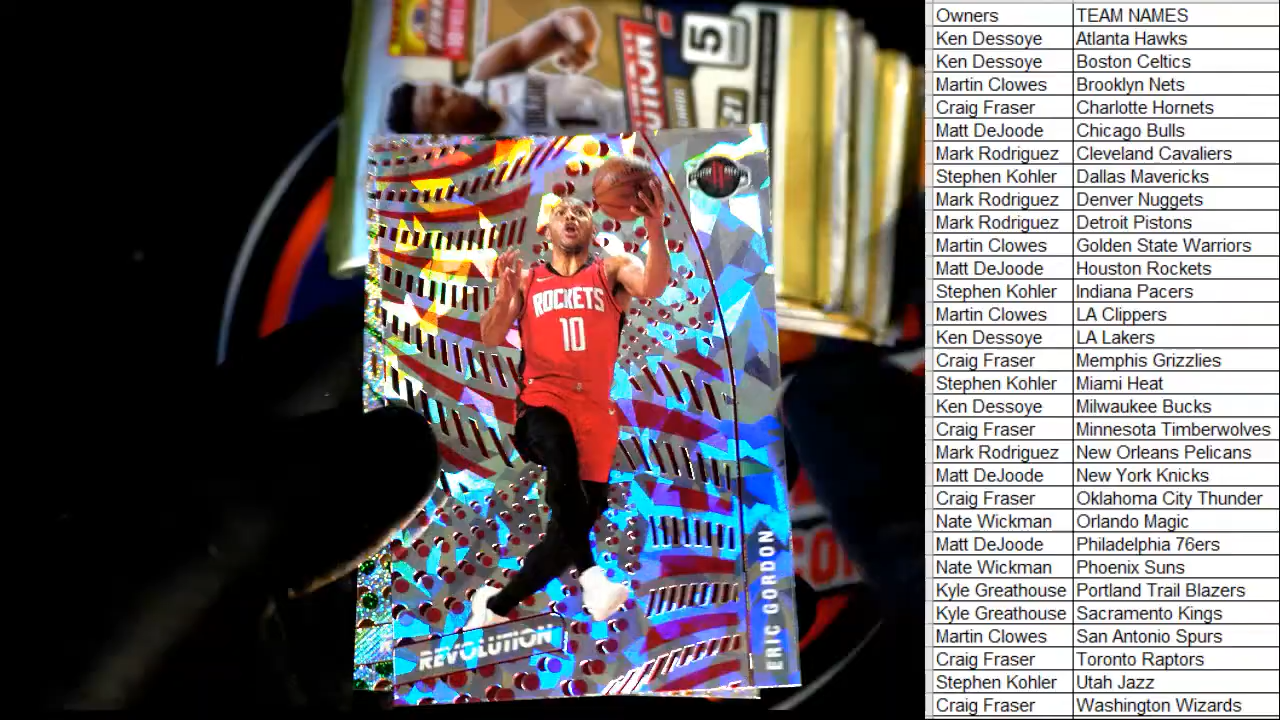 5
ROCKETS
10
ERIC GORDON
REVOLUTION
Owners TEAM NAMES
Ken Dessoye Atlanta Hawks
Ken Dessoye Boston Celtics
Martin Clowes Brooklyn Nets
Craig Fraser Charlotte Hornets
Matt DeJoode Chicago Bulls
Mark Rodriguez Cleveland Cavaliers
Stephen Kohler Dallas Mavericks
Mark Rodriguez Denver Nuggets
Mark Rodriguez Detroit Pistons
Martin Clowes Golden State Warriors
Matt DeJoode Houston Rockets
Stephen Kohler Indiana Pacers
Martin Clowes LA Clippers
Ken Dessoye LA Lakers
Craig Fraser Memphis Grizzlies
Stephen Kohler Miami Heat
Ken Dessoye Milwaukee Bucks
Craig Fraser Minnesota Timberwolves
Mark Rodriguez New Orleans Pelicans
Matt DeJoode New York Knicks
Craig Fraser Oklahoma City Thunder
Nate Wickman Orlando Magic
Matt DeJoode Philadelphia 76ers
Nate Wickman Phoenix Suns
Kyle Greathouse Portland Trail Blazers
Kyle Greathouse Sacramento Kings
Martin Clowes San Antonio Spurs
Craig Fraser Toronto Raptors
Stephen Kohler Utah Jazz
Craig Fraser Washington Wizards